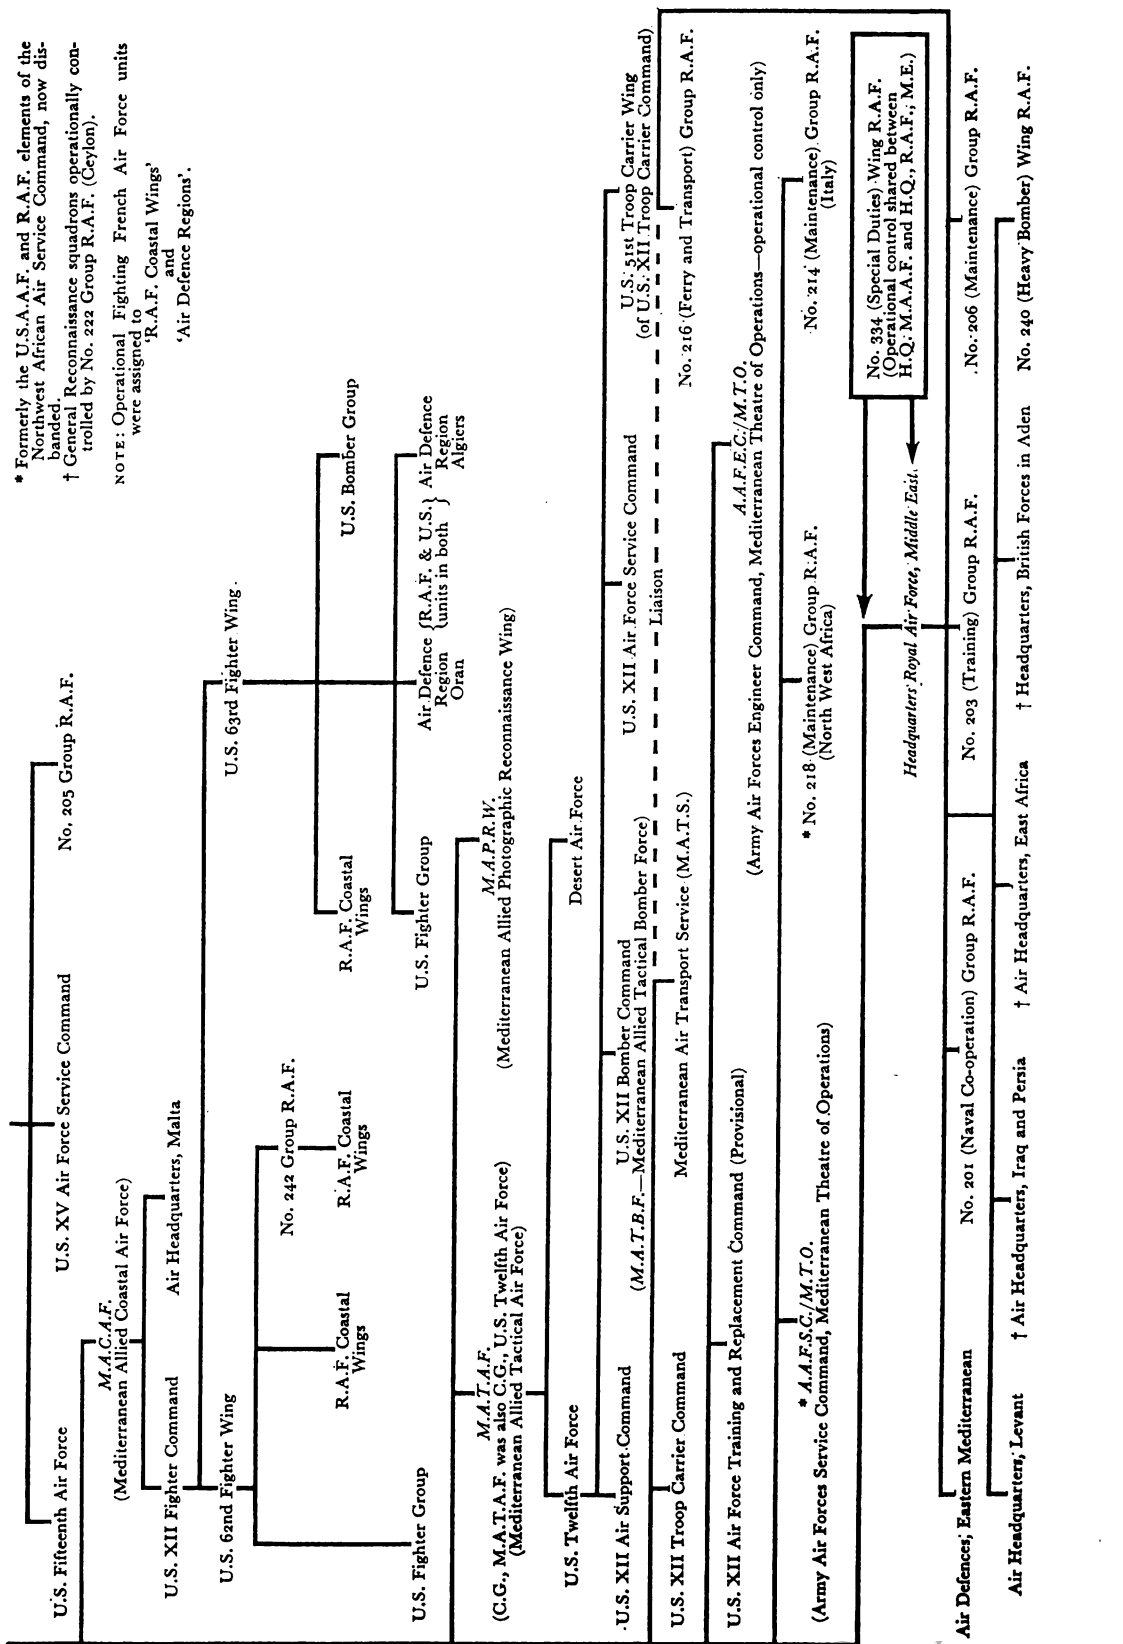 * Formerly the U.S.A.A.F. and R.A.F. elements of the
Northwest African Air Service Command, now dis-
banded.
† General Reconnaissance squadrons operationally con-
trolled by No. 222 Group R.A.F. (Ceylon).
NOTE: Operational Fighting French Air Force units
were assigned to
'R.A.F. Coastal Wings'
and
'Air Defence Regions'.
U.S. Fifteenth Air Force
U.S. XV Air Force Service Command
No. 205 Group R.A.F.
M.A.C.A.F.
(Mediterranean Allied Coastal Air Force)
U.S. XII Fighter Command
Air Headquarters, Malta
U.S. 62nd Fighter Wing
U.S. 63rd Fighter Wing
No. 242 Group R.A.F.
R.A.F. Coastal
Wings
R.A.F. Coastal
Wings
R.A.F. Coastal
Wings
U.S. Bomber Group
U.S. Fighter Group
U.S. Fighter Group
Air Defence {R.A.F. & U.S.} Air Defence
Region {units in both } Region
Oran Algiers
M.A.T.A.F.
(C.G., M.A.T.A.F. was also C.G., U.S. Twelfth Air Force)
(Mediterranean Allied Tactical Air Force)
M.A.P.R.W.
(Mediterranean Allied Photographic Reconnaissance Wing)
U.S. Twelfth Air Force
Desert Air Force
U.S. XII Air Support Command
U.S. XII Bomber Command
(M.A.T.B.F.—Mediterranean Allied Tactical Bomber Force)
U.S. XII Air Force Service Command
U.S. 51st Troop Carrier Wing
(of U.S. XII Troop Carrier Command)
Liaison
U.S. XII Troop Carrier Command
Mediterranean Air Transport Service (M.A.T.S.)
No. 216 (Ferry and Transport) Group R.A.F.
U.S. XII Air Force Training and Replacement Command (Provisional)
A.A.F.E.C./M.T.O.
(Army Air Forces Engineer Command, Mediterranean Theatre of Operations—operational control only)
* A.A.F.S.C./M.T.O.
(Army Air Forces Service Command, Mediterranean Theatre of Operations)
* No. 218 (Maintenance) Group R.A.F.
(North West Africa)
No. 214 (Maintenance) Group R.A.F.
(Italy)
No. 334 (Special Duties) Wing R.A.F.
(Operational control shared between
H.Q. M.A.A.F. and H.Q., R.A.F., M.E.)
Headquarters Royal Air Force, Middle East
Air Defences, Eastern Mediterranean
No. 201 (Naval Co-operation) Group R.A.F.
No. 203 (Training) Group R.A.F.
No. 206 (Maintenance) Group R.A.F.
Air Headquarters, Levant
† Air Headquarters, Iraq and Persia
† Air Headquarters, East Africa
† Headquarters, British Forces in Aden
No. 240 (Heavy Bomber) Wing R.A.F.